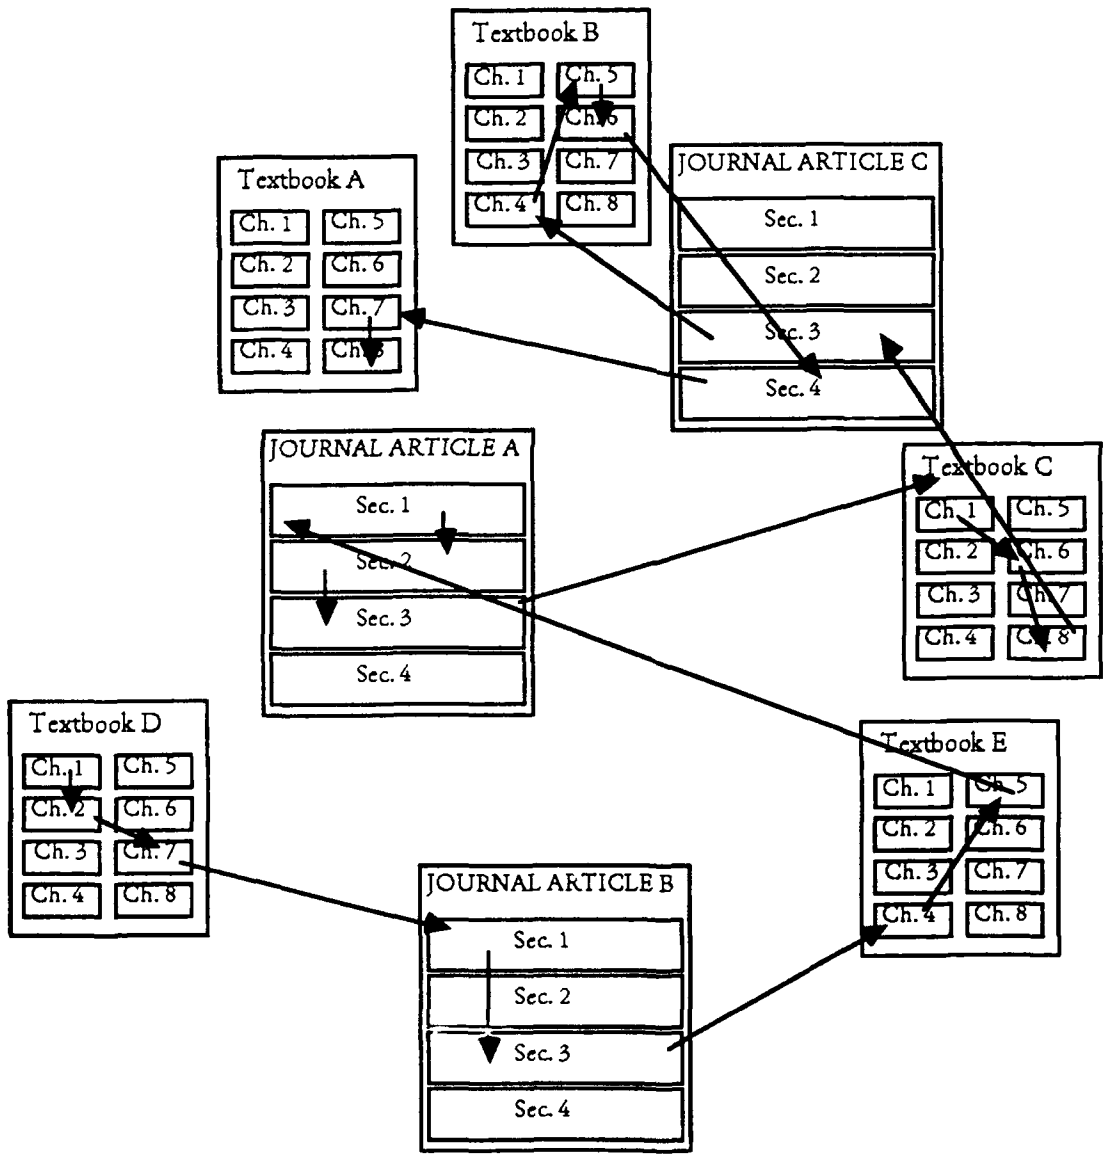 Textbook B
Ch. 1 Ch. 5
Ch. 2 Ch. 6
Ch. 3 Ch. 7
Ch. 4 Ch. 8
JOURNAL ARTICLE C
Sec. 1
Sec. 2
Sec. 3
Sec. 4
Textbook A
Ch. 1 Ch. 5
Ch. 2 Ch. 6
Ch. 3 Ch. 7
Ch. 4 Ch. 8
JOURNAL ARTICLE A
Sec. 1
Sec. 2
Sec. 3
Sec. 4
Textbook C
Ch. 1 Ch. 5
Ch. 2 Ch. 6
Ch. 3 Ch. 7
Ch. 4 Ch. 8
Textbook D
Ch. 1 Ch. 5
Ch. 2 Ch. 6
Ch. 3 Ch. 7
Ch. 4 Ch. 8
Textbook E
Ch. 1 Ch. 5
Ch. 2 Ch. 6
Ch. 3 Ch. 7
Ch. 4 Ch. 8
JOURNAL ARTICLE B
Sec. 1
Sec. 2
Sec. 3
Sec. 4